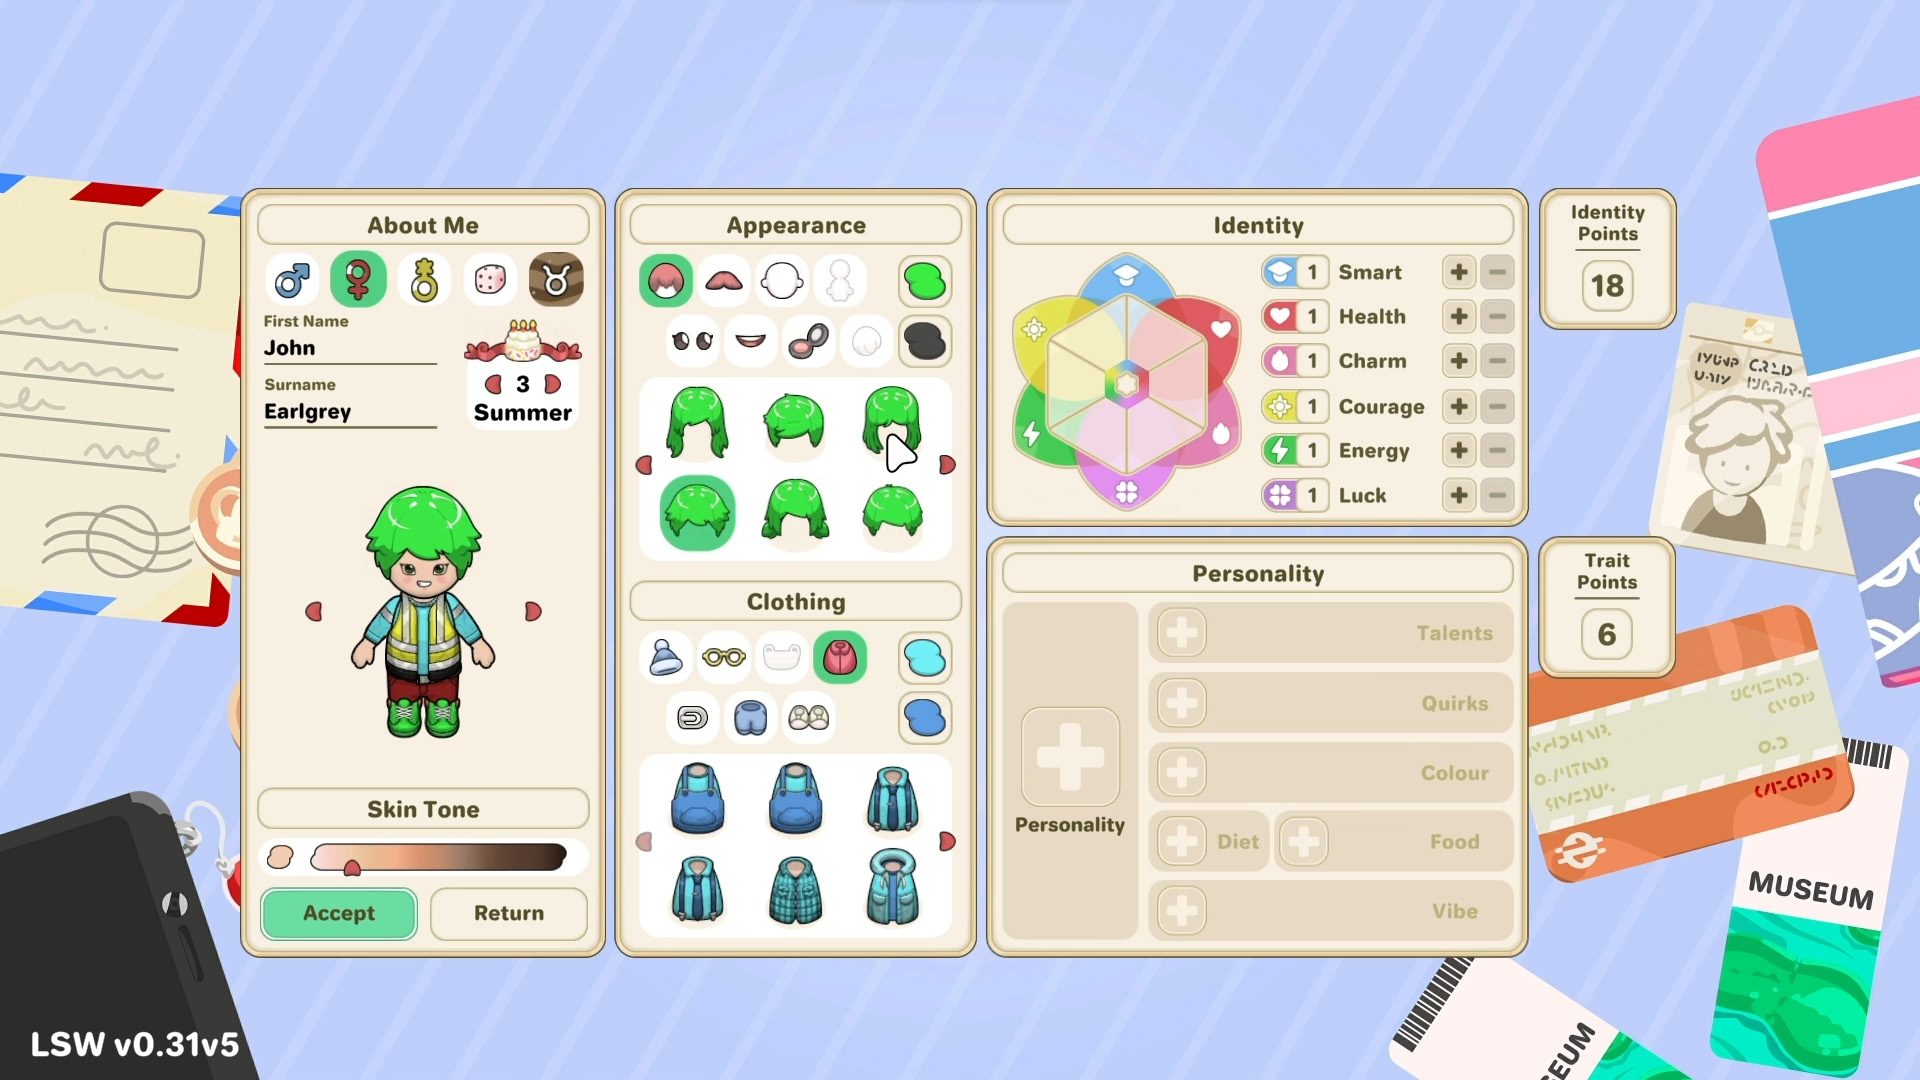 About Me
First Name
John
Surname
Earlgrey
3
Summer
Skin Tone
Accept
Return
Appearance
Clothing
Identity
1 Smart
1 Health
1 Charm
1 Courage
1 Energy
1 Luck
Identity
Points
18
Personality
Personality
Talents
Quirks
Colour
Diet
Food
Vibe
Trait
Points
6
MUSEUM
SEUM
LSW v0.31v5